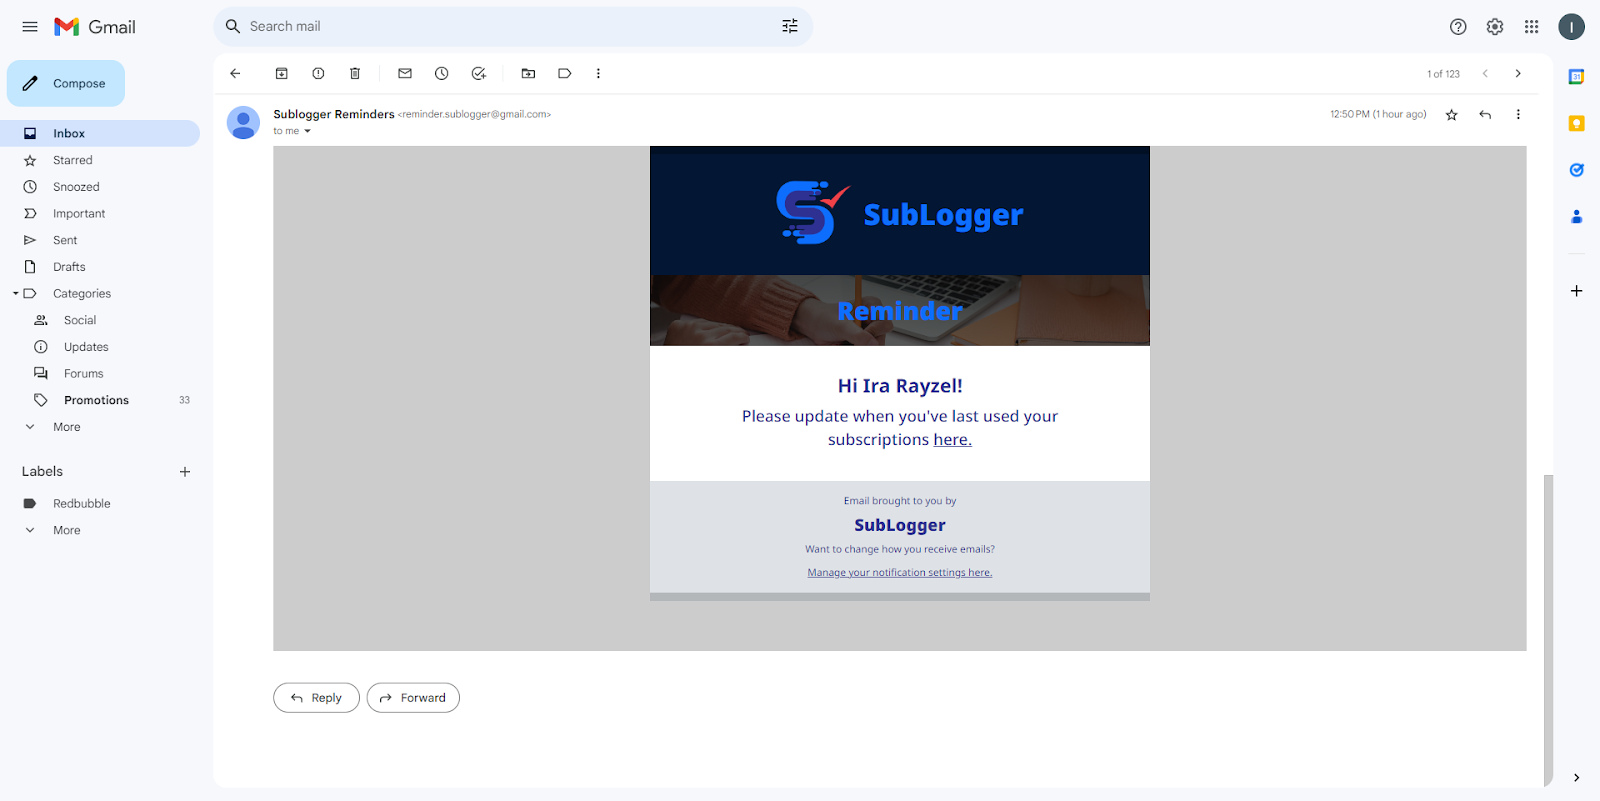 Gmail
Search mail
I
Compose
1 of 123
31
Inbox
Starred
Snoozed
Important
Sent
Drafts
Categories
Social
Updates
Forums
Promotions 33
More
Labels
Redbubble
More
Sublogger Reminders <reminder.sublogger@gmail.com>
12:50 PM (1 hour ago)
to me
SubLogger
Reminder
Hi Ira Rayzel!
Please update when you've last used your
subscriptions here.
Email brought to you by
SubLogger
Want to change how you receive emails?
Manage your notification settings here.
Reply
Forward